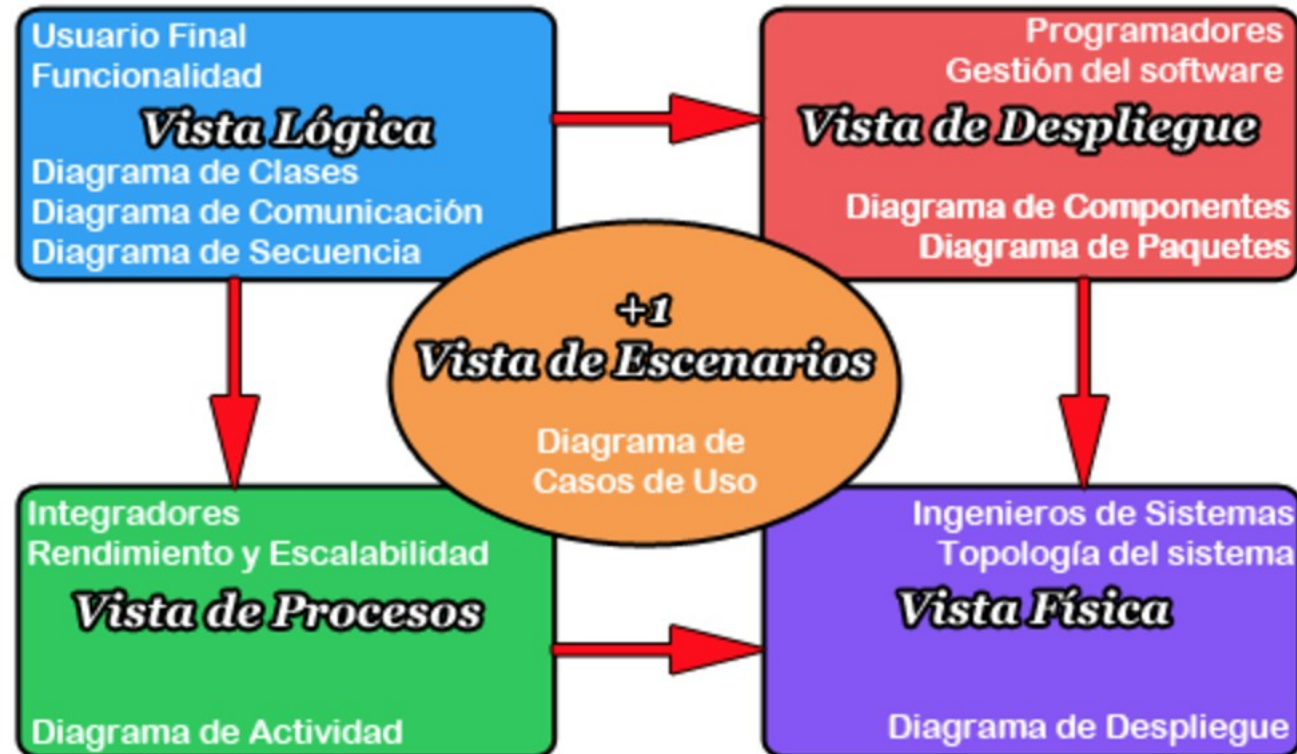 Usuario Final
Funcionalidad
Vista Lógica
Diagrama de Clases
Diagrama de Comunicación
Diagrama de Secuencia
Programadores
Gestión del software
Vista de Despliegue
Diagrama de Componentes
Diagrama de Paquetes
+1
Vista de Escenarios
Diagrama de
Casos de Uso
Integradores
Rendimiento y Escalabilidad
Vista de Procesos
Diagrama de Actividad
Ingenieros de Sistemas
Topología del sistema
Vista Física
Diagrama de Despliegue